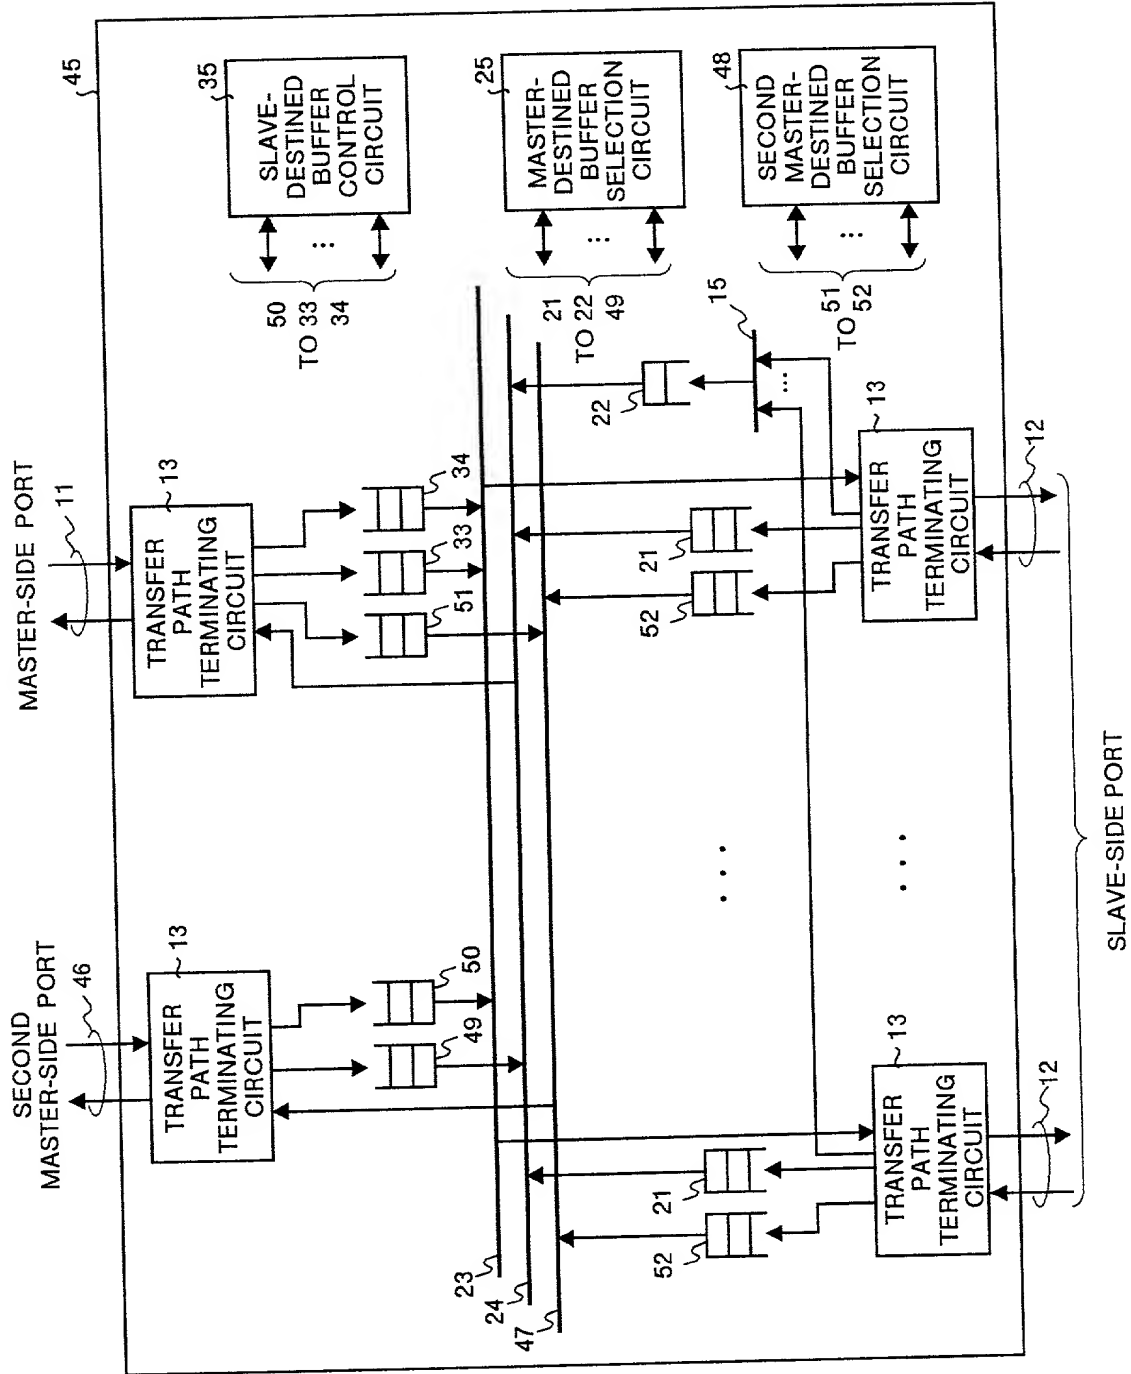 MASTER-SIDE PORT
11
SECOND
MASTER-SIDE PORT
46
45
13
TRANSFER
PATH
TERMINATING
CIRCUIT
13
TRANSFER
PATH
TERMINATING
CIRCUIT
35
SLAVE-
DESTINED
BUFFER
CONTROL
CIRCUIT
...
50
TO 33
34
25
MASTER-
DESTINED
BUFFER
SELECTION
CIRCUIT
...
21
TO 22
49
48
SECOND
MASTER-
DESTINED
BUFFER
SELECTION
CIRCUIT
...
51
TO 52
49
50
51
33
34
23
24
47
52
21
52
21
22
15
...
...
...
13
TRANSFER
PATH
TERMINATING
CIRCUIT
12
13
TRANSFER
PATH
TERMINATING
CIRCUIT
12
SLAVE-SIDE PORT